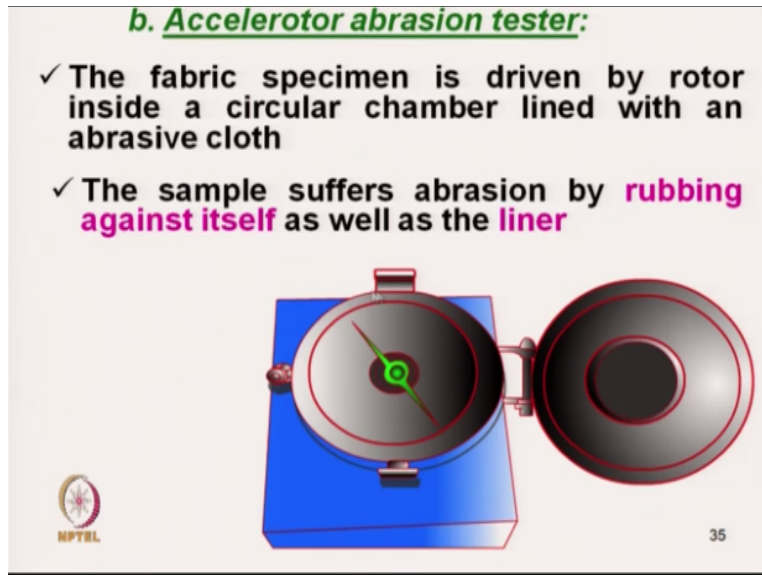 b. Accelerotor abrasion tester:
✓ The fabric specimen is driven by rotor
inside a circular chamber lined with an
abrasive cloth
✓ The sample suffers abrasion by rubbing
against itself as well as the liner
NPTEL
35